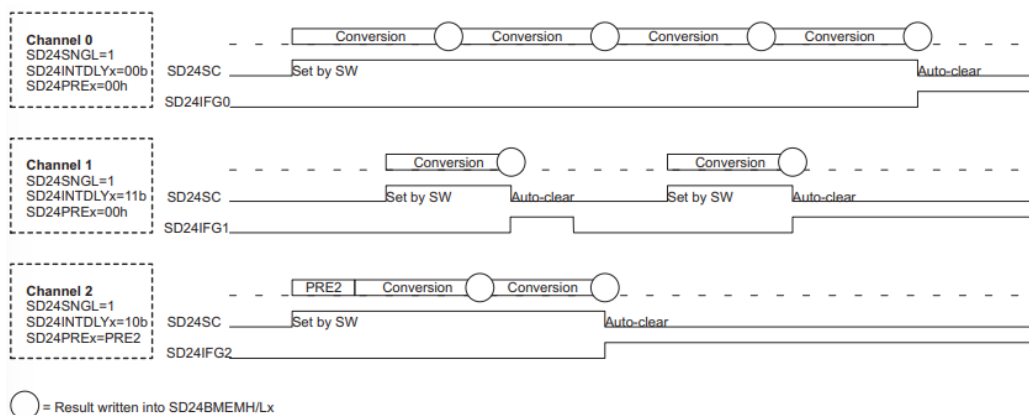 Channel 0
SD24SNGL=1
SD24INTDLYx=00b
SD24PREx=00h
Conversion Conversion Conversion Conversion
SD24SC Set by SW Auto-clear
SD24IFG0
Channel 1
SD24SNGL=1
SD24INTDLYx=11b
SD24PREx=00h
Conversion Conversion
SD24SC Set by SW Auto-clear Set by SW Auto-clear
SD24IFG1
Channel 2
SD24SNGL=1
SD24INTDLYx=10b
SD24PREx=PRE2
PRE2 Conversion Conversion
SD24SC Set by SW Auto-clear
SD24IFG2
= Result written into SD24BMEMH/Lx